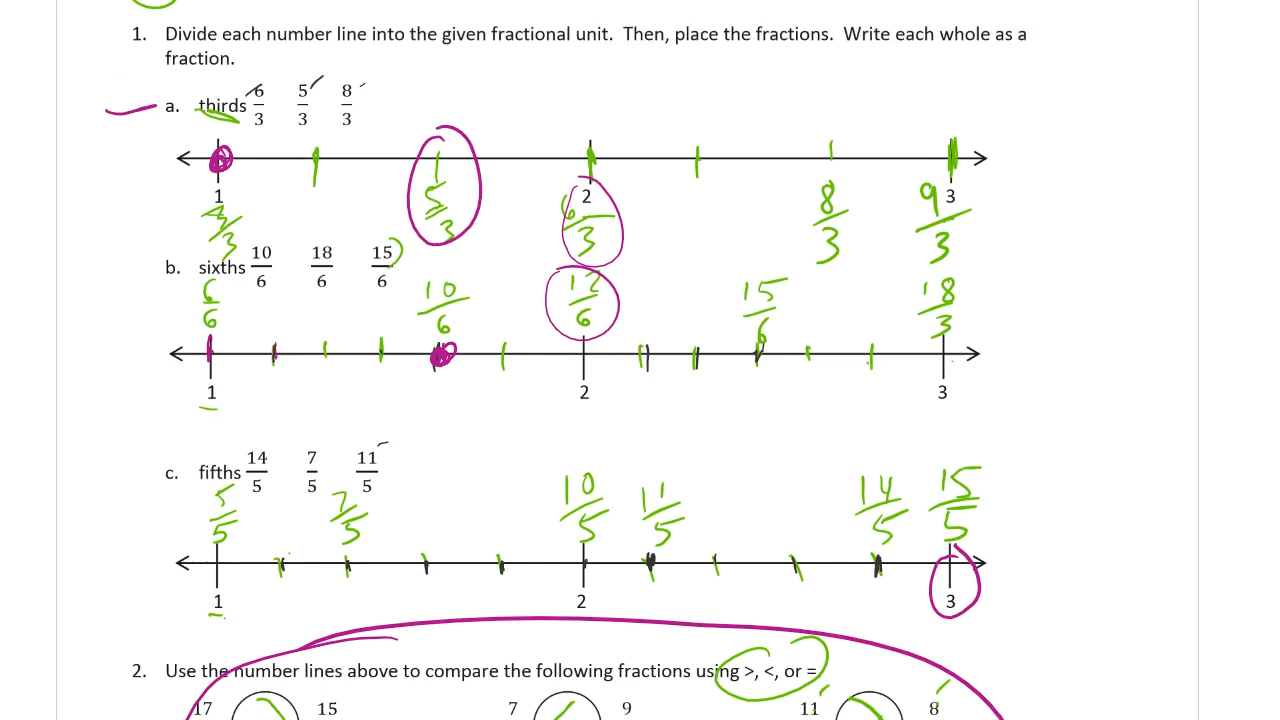 1. Divide each number line into the given fractional unit. Then, place the fractions. Write each whole as a
fraction.
a. thirds 6/3 5/3 8/3
1 2 3
5/3 6/3 8/3 9/3
b. sixths 10/6 18/6 15/6
6/6 10/6 12/6 15/6 18/3
1 2 3
c. fifths 14/5 7/5 11/5
5/5 7/5 10/5 11/5 14/5 15/5
1 2 3
2. Use the number lines above to compare the following fractions using >, <, or =.
17 15 7 9 11 8